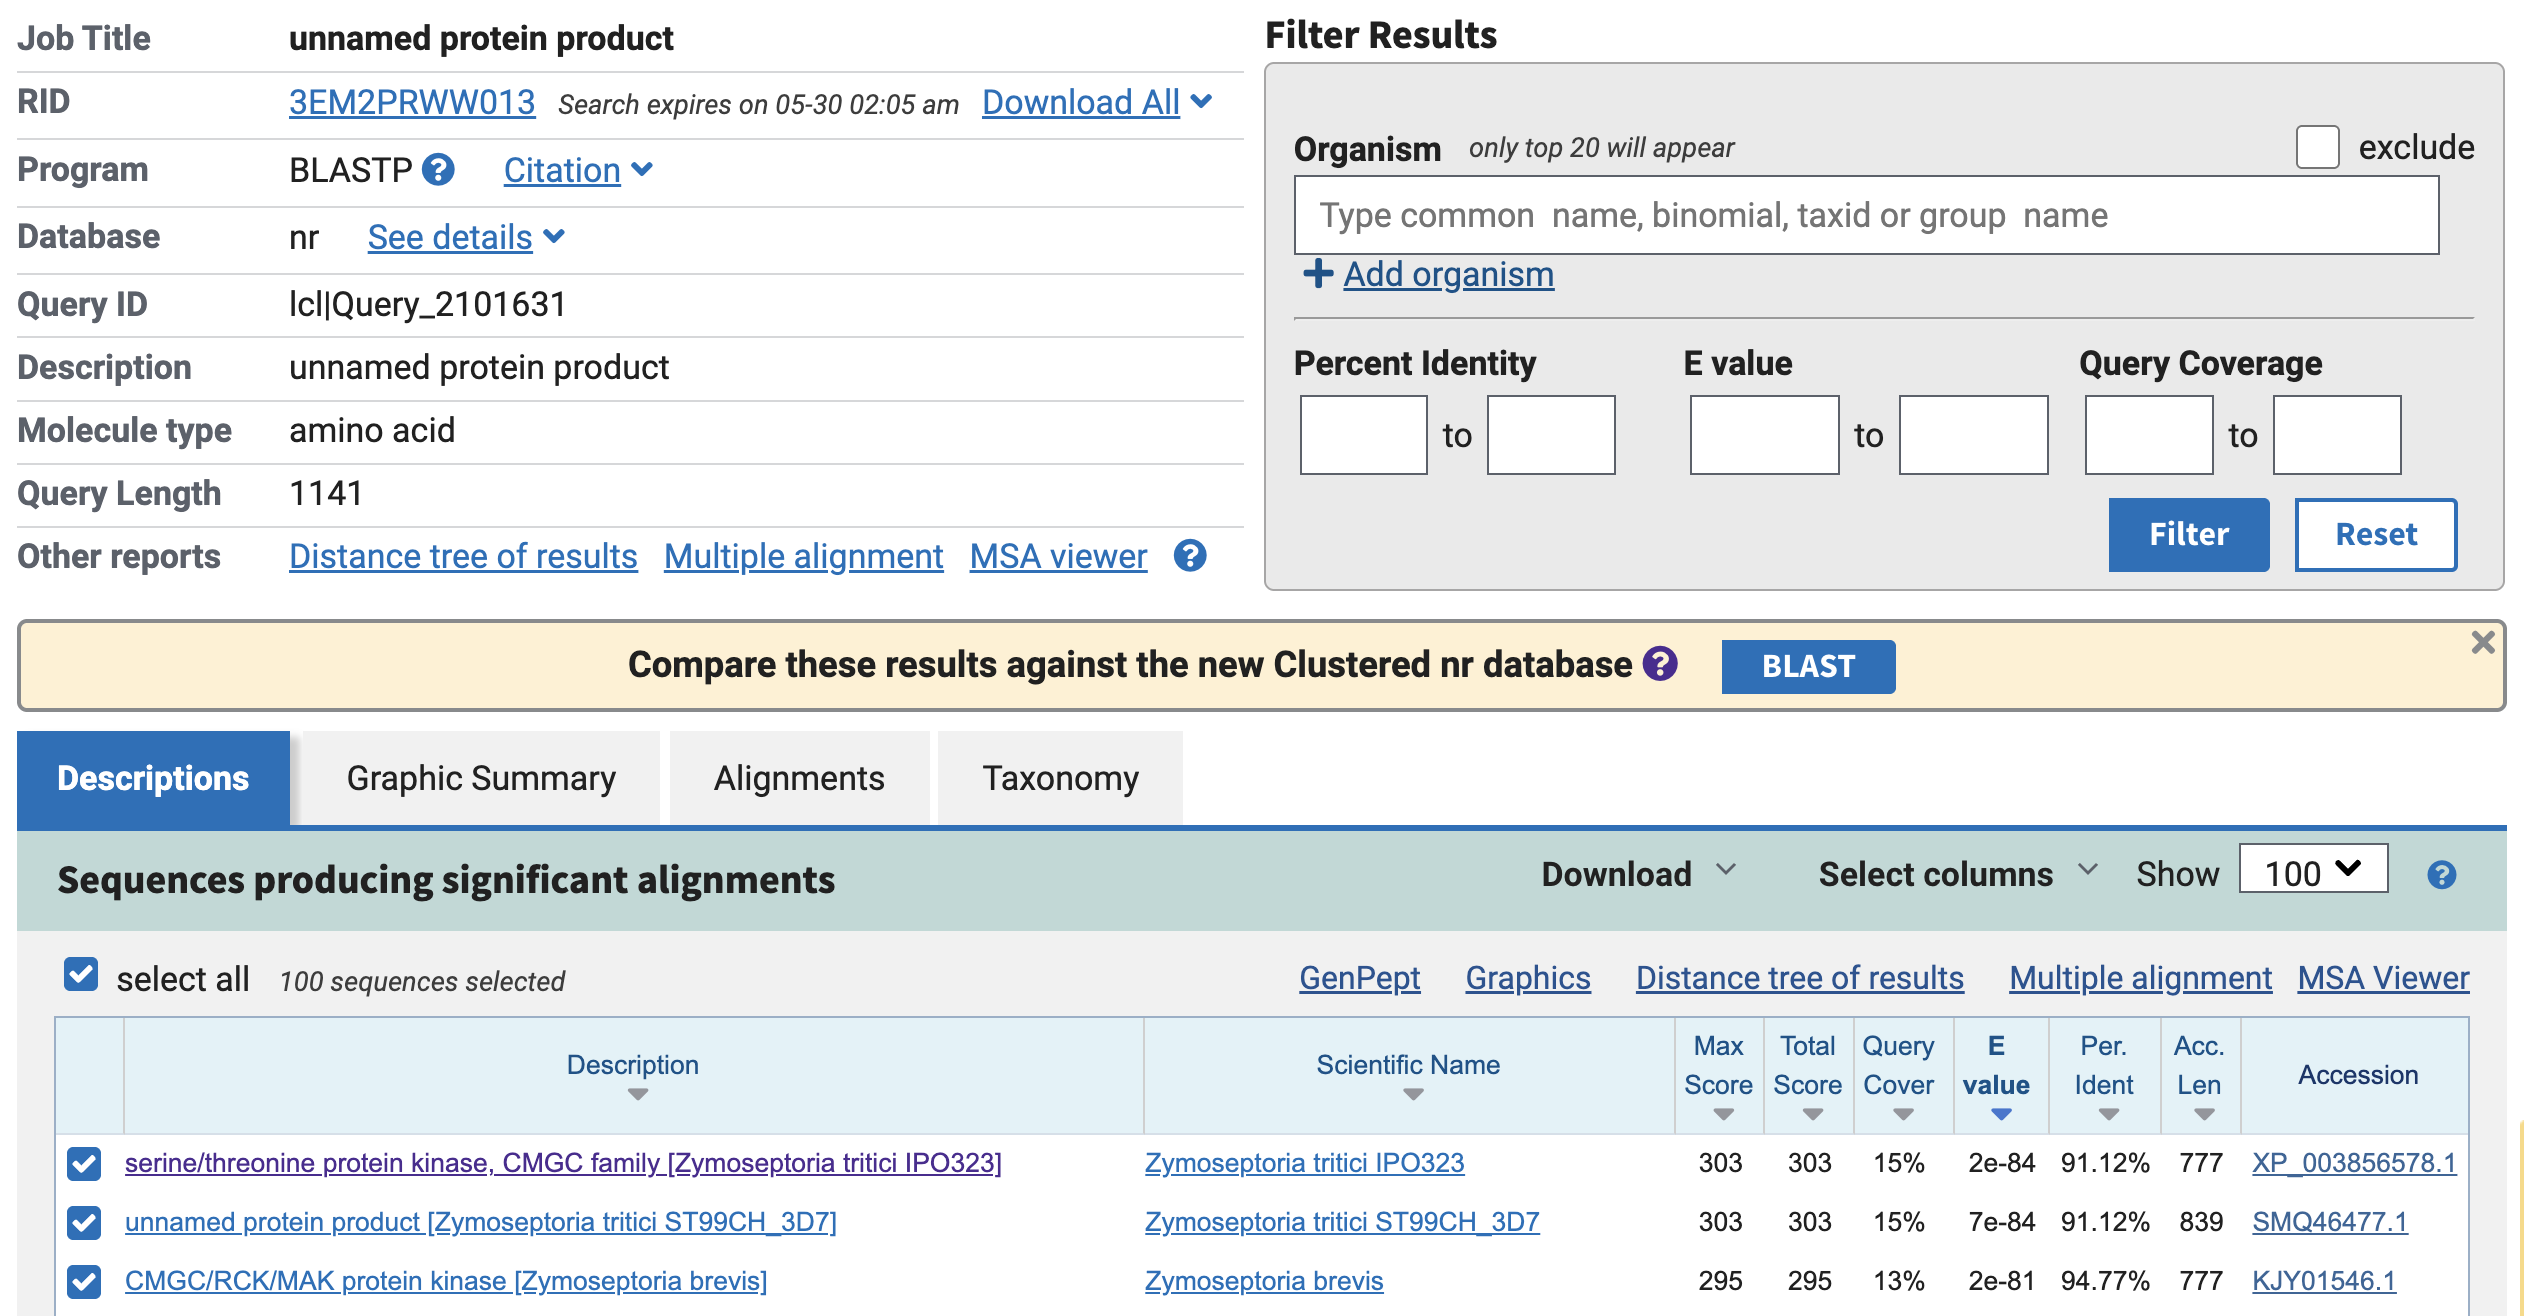 Job Title unnamed protein product
RID 3EM2PRWW013 Search expires on 05-30 02:05 am Download All
Program BLASTP ? Citation
Database nr See details
Query ID lcl|Query_2101631
Description unnamed protein product
Molecule type amino acid
Query Length 1141
Other reports Distance tree of results Multiple alignment MSA viewer ?
Filter Results
Organism only top 20 will appear exclude
Type common name, binomial, taxid or group name
+ Add organism
Percent Identity E value Query Coverage
to to to
Filter Reset
Compare these results against the new Clustered nr database ? BLAST
Descriptions Graphic Summary Alignments Taxonomy
Sequences producing significant alignments Download Select columns Show 100 ?
select all 100 sequences selected GenPept Graphics Distance tree of results Multiple alignment MSA Viewer
Description Scientific Name Max Score Total Score Query Cover E value Per. Ident Acc. Len Accession
serine/threonine protein kinase, CMGC family [Zymoseptoria tritici IPO323] Zymoseptoria tritici IPO323 303 303 15% 2e-84 91.12% 777 XP_003856578.1
unnamed protein product [Zymoseptoria tritici ST99CH_3D7] Zymoseptoria tritici ST99CH_3D7 303 303 15% 7e-84 91.12% 839 SMQ46477.1
CMGC/RCK/MAK protein kinase [Zymoseptoria brevis] Zymoseptoria brevis 295 295 13% 2e-81 94.77% 777 KJY01546.1